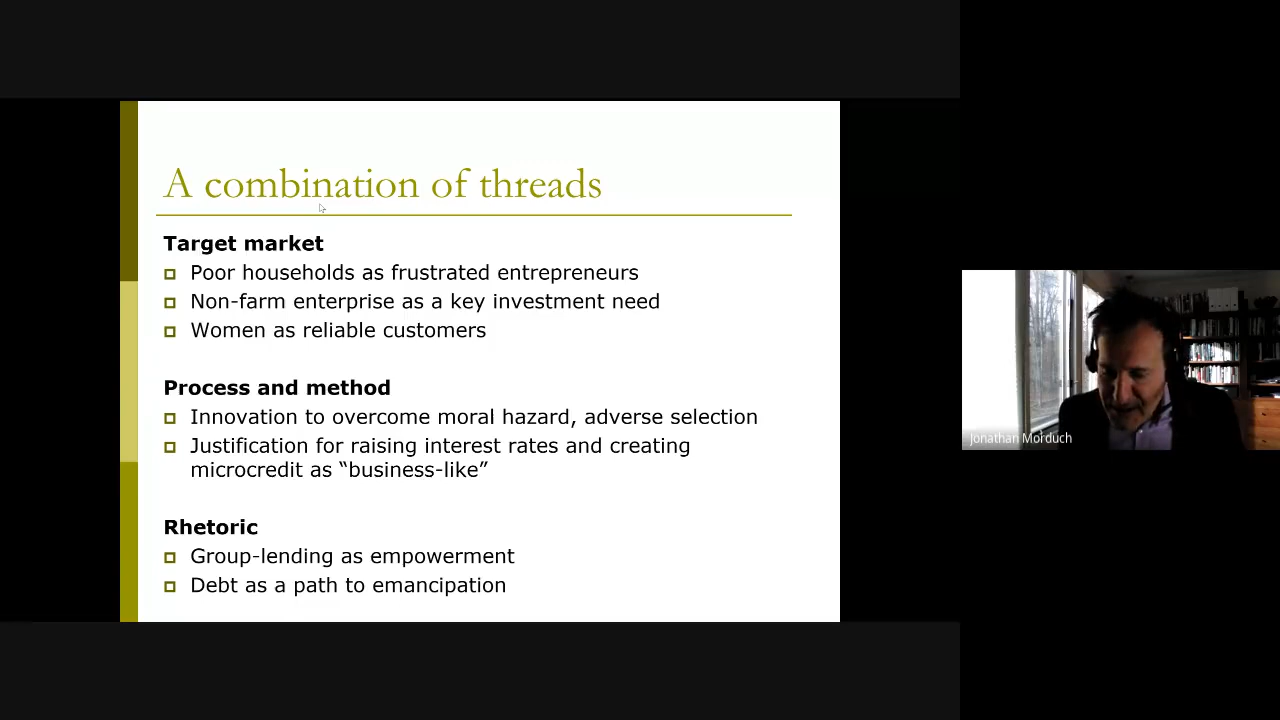 A combination of threads
Target market
Poor households as frustrated entrepreneurs
Non-farm enterprise as a key investment need
Women as reliable customers
Process and method
Innovation to overcome moral hazard, adverse selection
Justification for raising interest rates and creating
microcredit as “business-like”
Rhetoric
Group-lending as empowerment
Debt as a path to emancipation
Jonathan Morduch